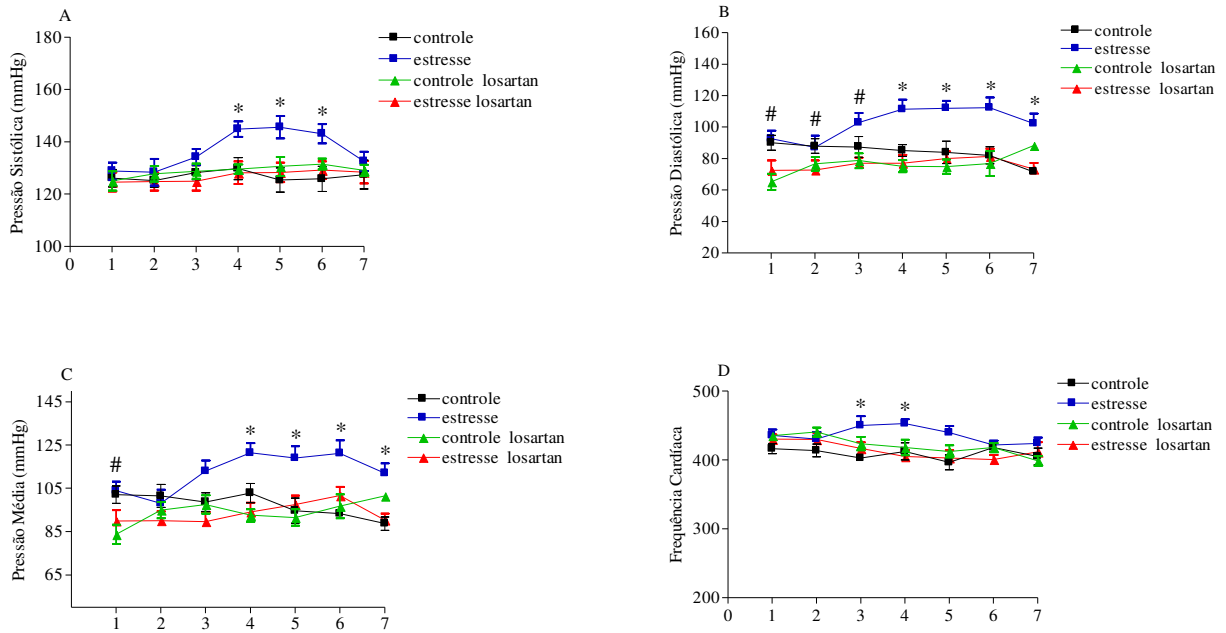 A
Pressão Sistólica (mmHg)
180
160
140
120
100
0
1 2 3 4 5 6 7
* * *
controle
estresse
controle losartan
estresse losartan
B
Pressão Diastólica (mmHg)
160
140
120
100
80
60
40
20
1 2 3 4 5 6 7
# # # * * * *
controle
estresse
controle losartan
estresse losartan
C
Pressão Média (mmHg)
145
125
105
85
65
1 2 3 4 5 6 7
# * * * *
controle
estresse
controle losartan
estresse losartan
D
Frequência Cardíaca
500
400
300
200
0
1 2 3 4 5 6 7
* *
controle
estresse
controle losartan
estresse losartan